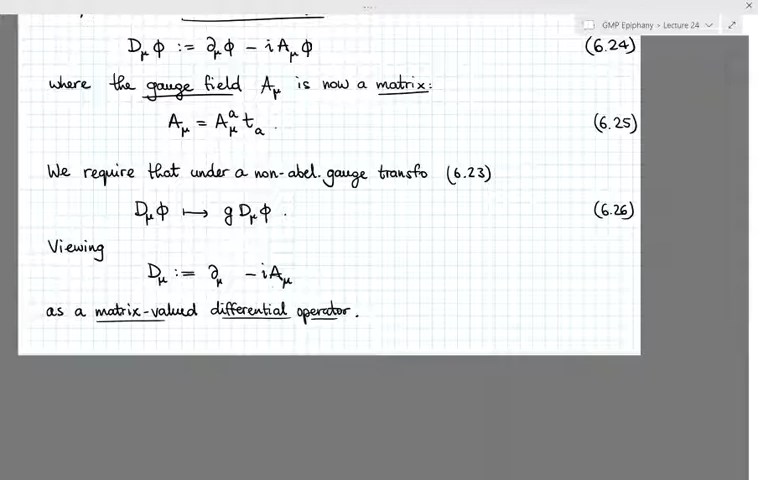 GMP Epiphany > Lecture 24
D_μ ϕ := ∂_μ ϕ - i A_μ ϕ (6.24)
where the gauge field A_μ is now a matrix:
A_μ = A_μ^a t_a . (6.25)
We require that under a non-abel. gauge transfo (6.23)
D_μ ϕ ↦ g D_μ ϕ . (6.26)
Viewing
D_μ := ∂_μ - i A_μ
as a matrix-valued differential operator.